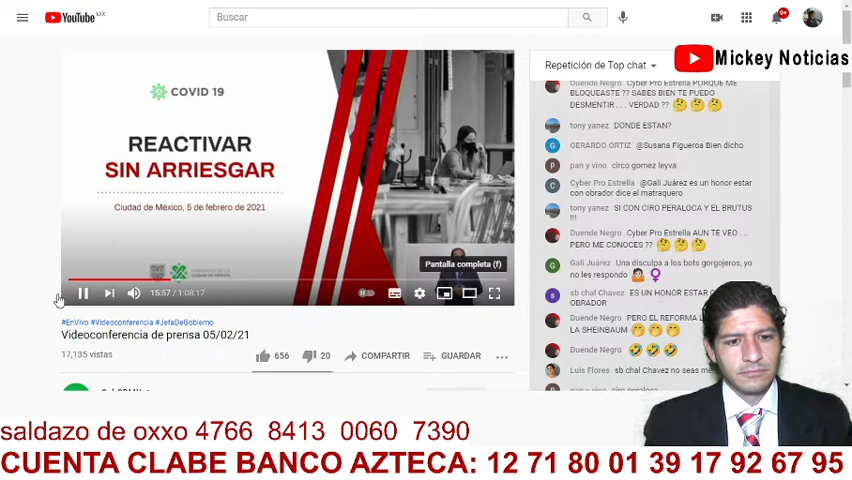 YouTube MX
Buscar
9+
Repetición de Top chat
Mickey Noticias
COVID 19
REACTIVAR
SIN ARRIESGAR
Ciudad de México, 5 de febrero de 2021
Pantalla completa (f)
15:57 / 1:08:17
#EnVivo #Videoconferencia #JefaDeGobierno
Videoconferencia de prensa 05/02/21
17,135 vistas
656
20
COMPARTIR
GUARDAR
Duende Negro Cyber Pro Estrella PORQUE ME
BLOQUEASTE ?? SABES BIEN TE PUEDO
DESMENTIR . . . VERDAD ??
tony yanez DONDE ESTAN?
GERARDO ORTIZ @Susana Figueroa Bien dicho
pan y vino circo gomez leyva
Cyber Pro Estrella @Gali Juárez es un honor estar
con obrador dice el matraquero
tony yanez SI CON CIRO PERALOCA Y EL BRUTUS
!!!
Duende Negro Cyber Pro Estrella AUN TE VEO . .
. PERO ME CONOCES ??
Gali Juárez Una disculpa a los bots gorgojeros, yo
no les respondo
sb chal Chavez ES UN HONOR ESTAR
OBRADOR
Duende Negro PERO EL REFORMA
LA SHEINBAUM
Duende Negro
Luis Flores sb chal Chavez no seas
pan y vino ciro peraloca
saldazo de oxxo 4766 8413 0060 7390
CUENTA CLABE BANCO AZTECA: 12 71 80 01 39 17 92 67 95